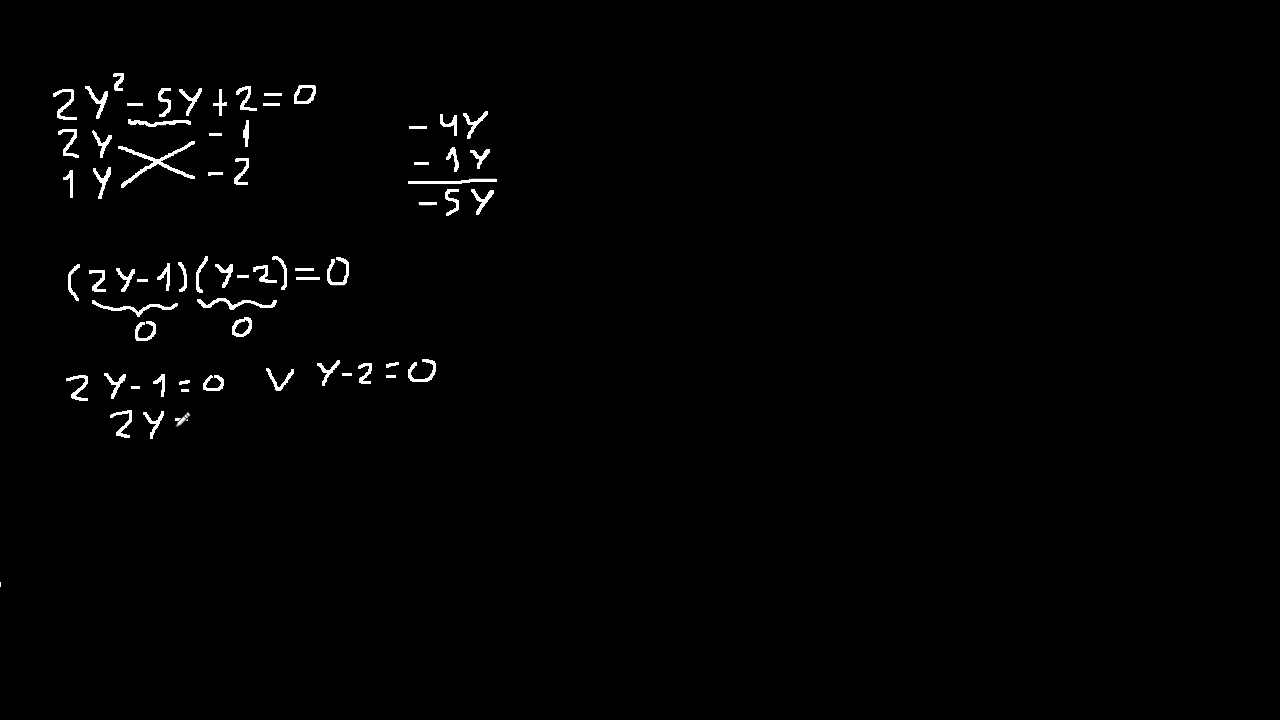 2Y²-5Y+2=0
2Y -1
1Y -2
-4Y
-1Y
-5Y
(2Y-1)(Y-2)=0
0 0
2Y-1=0 ∨ Y-2=0
2Y